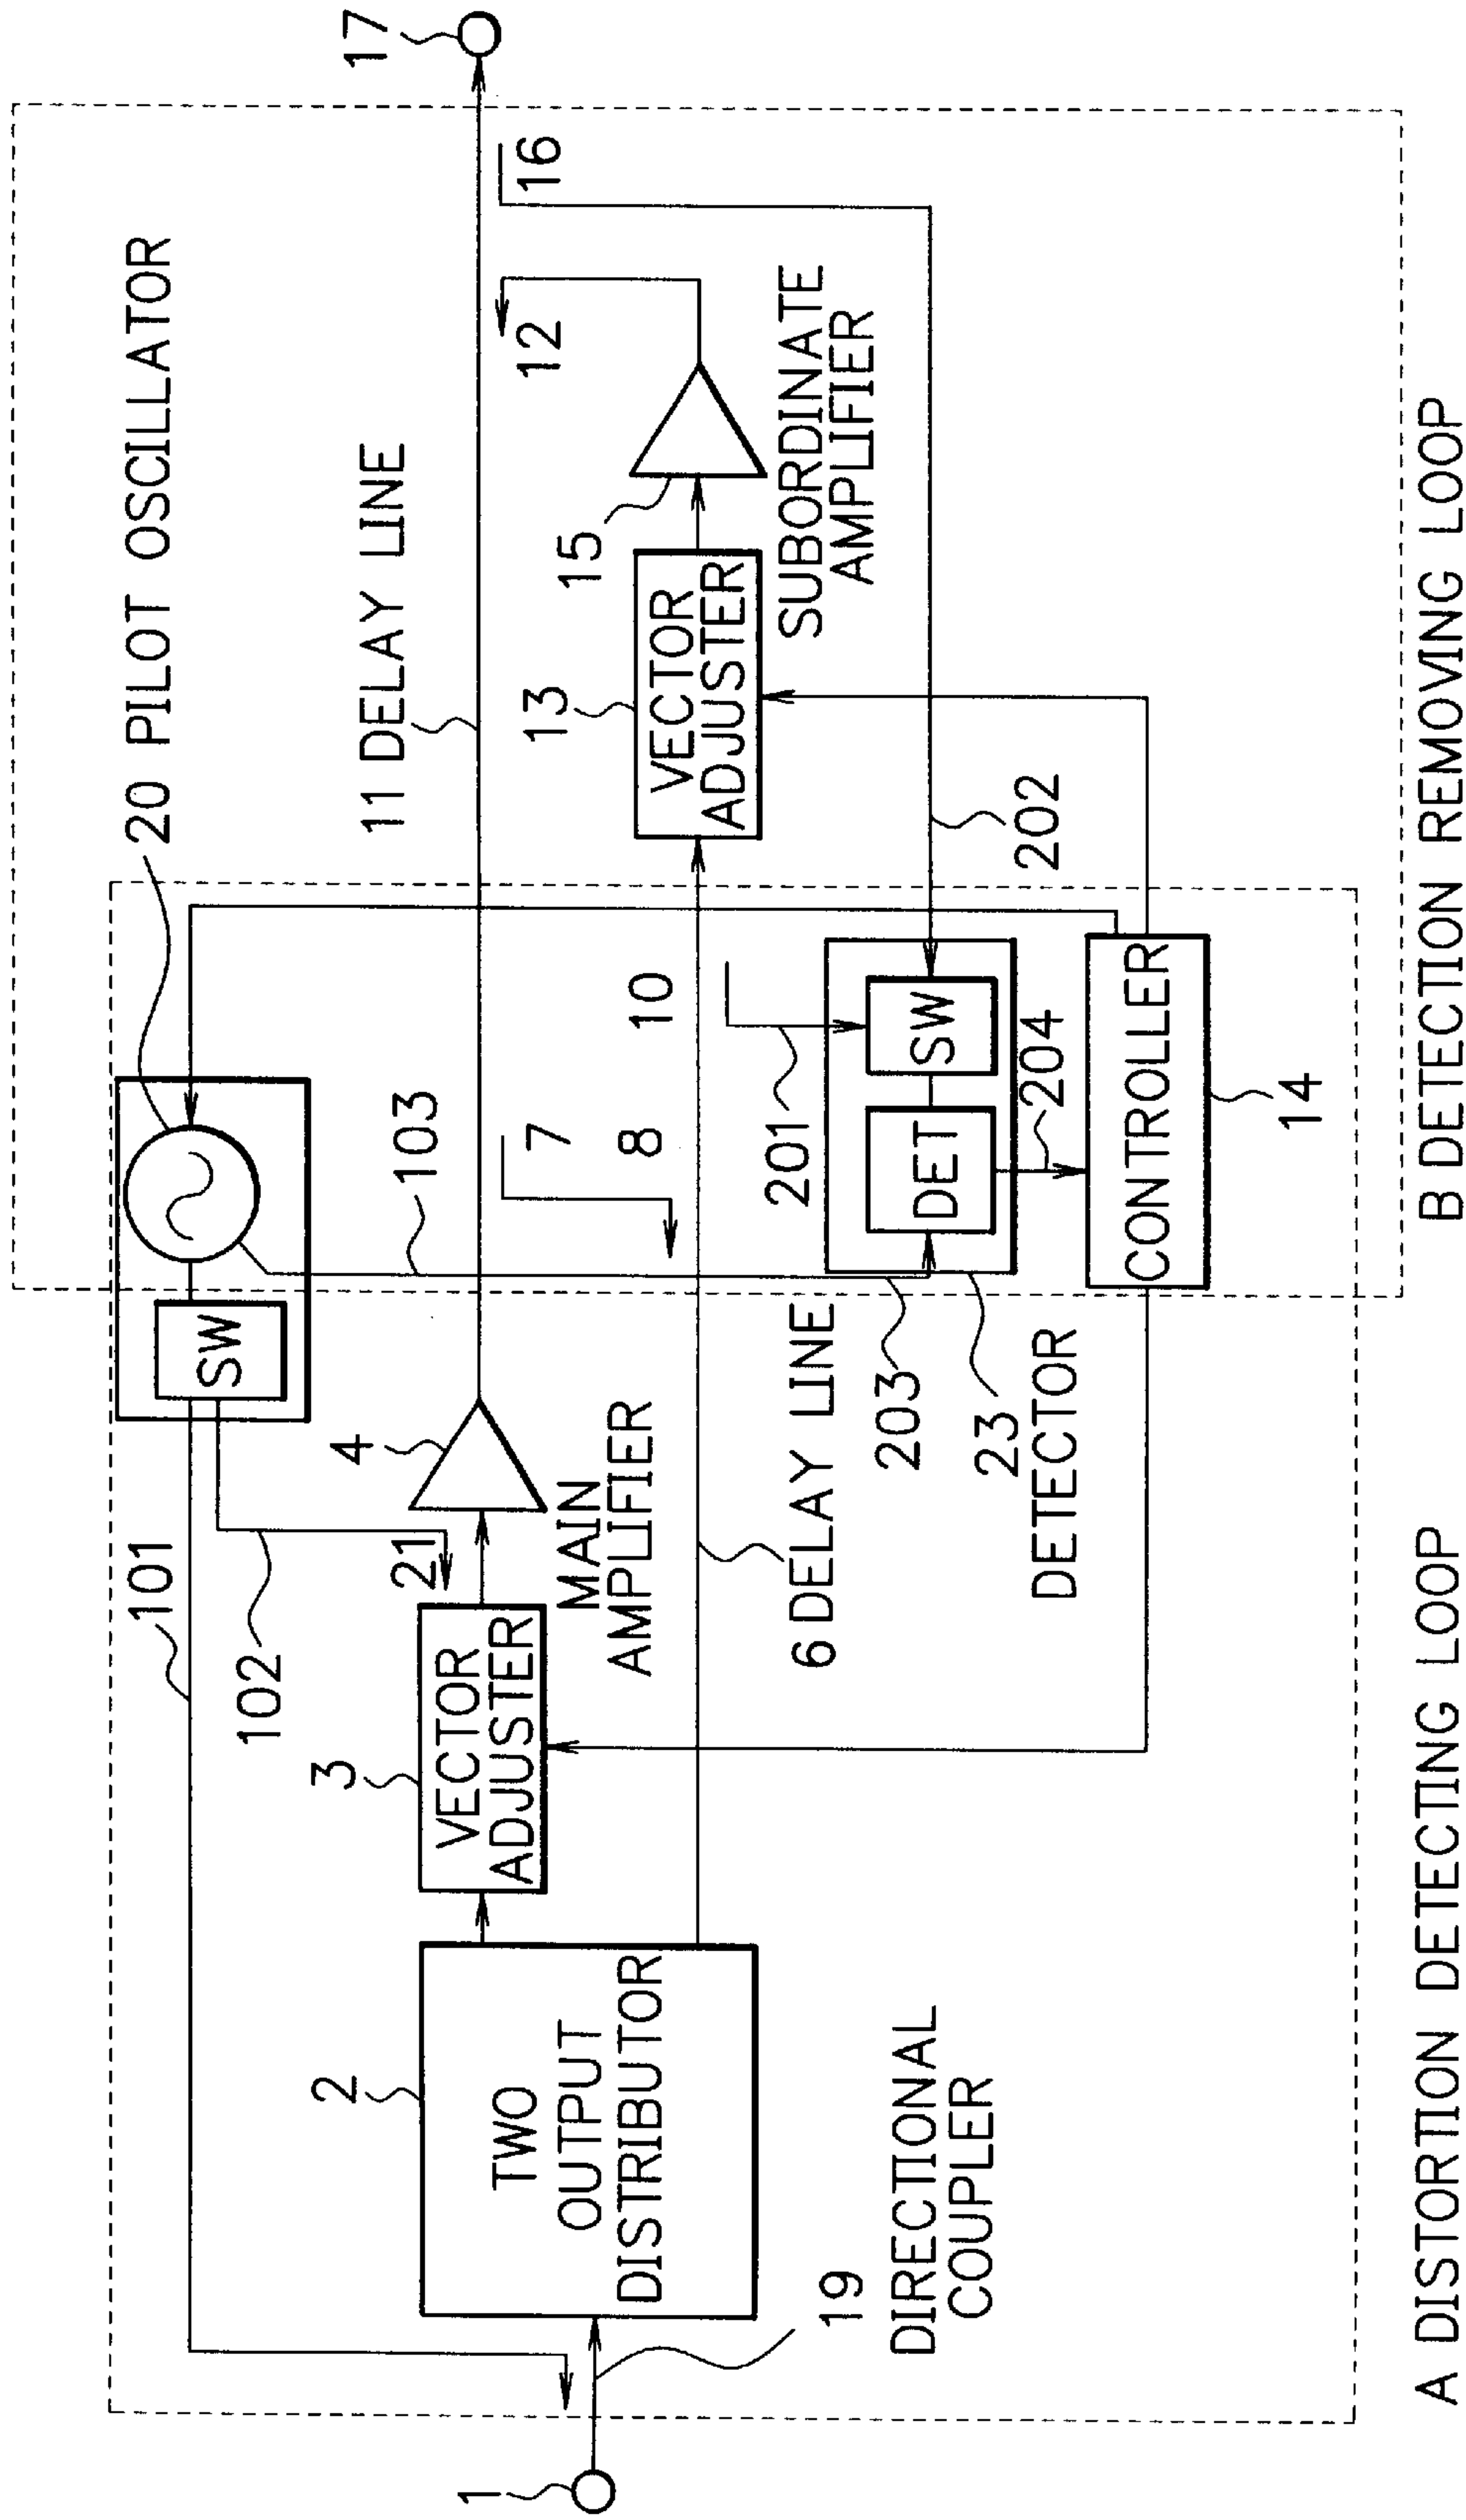 20 PILOT OSCILLATOR
17
101
SW
102
103
11 DELAY LINE
3
VECTOR
ADJUSTER
21
4
MAIN
AMPLIFIER
7
8
10
12
16
1
2
TWO
OUTPUT
DISTRIBUTOR
13
VECTOR
ADJUSTER
15
SUBORDINATE
AMPLIFIER
19
DIRECTIONAL
COUPLER
6 DELAY LINE
201
202
203
SW
DET
204
23
DETECTOR
CONTROLLER
14
A DISTORTION DETECTING LOOP
B DETECTION REMOVING LOOP